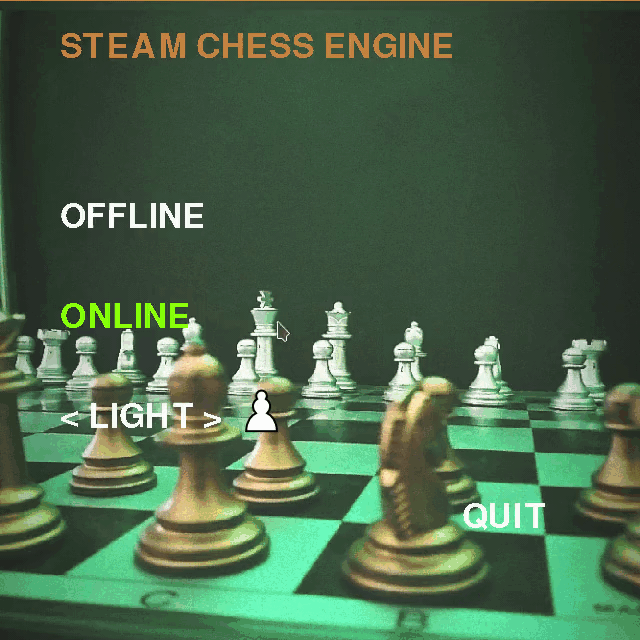 STEAM CHESS ENGINE
OFFLINE
ONLINE
< LIGHT >
QUIT